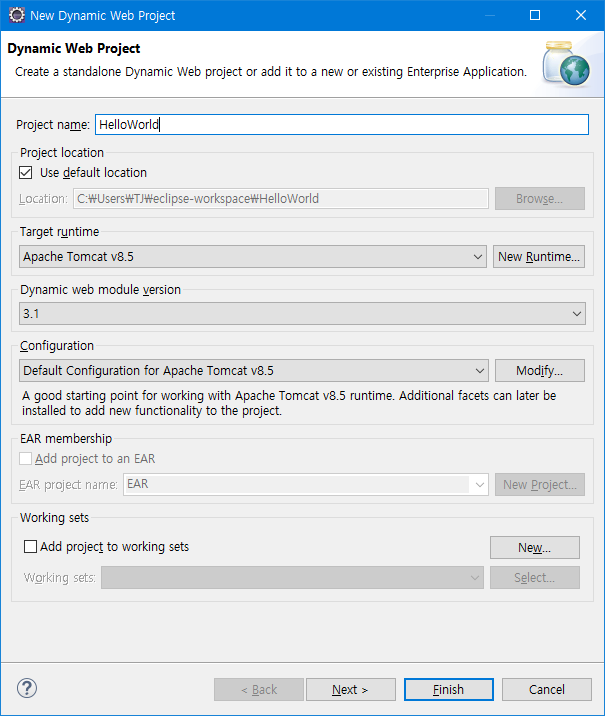 New Dynamic Web Project
Dynamic Web Project
Create a standalone Dynamic Web project or add it to a new or existing Enterprise Application.
Project name: HelloWorld
Project location
Use default location
Location: C:₩Users₩TJ₩eclipse-workspace₩HelloWorld Browse...
Target runtime
Apache Tomcat v8.5 New Runtime...
Dynamic web module version
3.1
Configuration
Default Configuration for Apache Tomcat v8.5 Modify...
A good starting point for working with Apache Tomcat v8.5 runtime. Additional facets can later be
installed to add new functionality to the project.
EAR membership
Add project to an EAR
EAR project name: EAR New Project...
Working sets
Add project to working sets New...
Working sets: Select...
? < Back Next > Finish Cancel